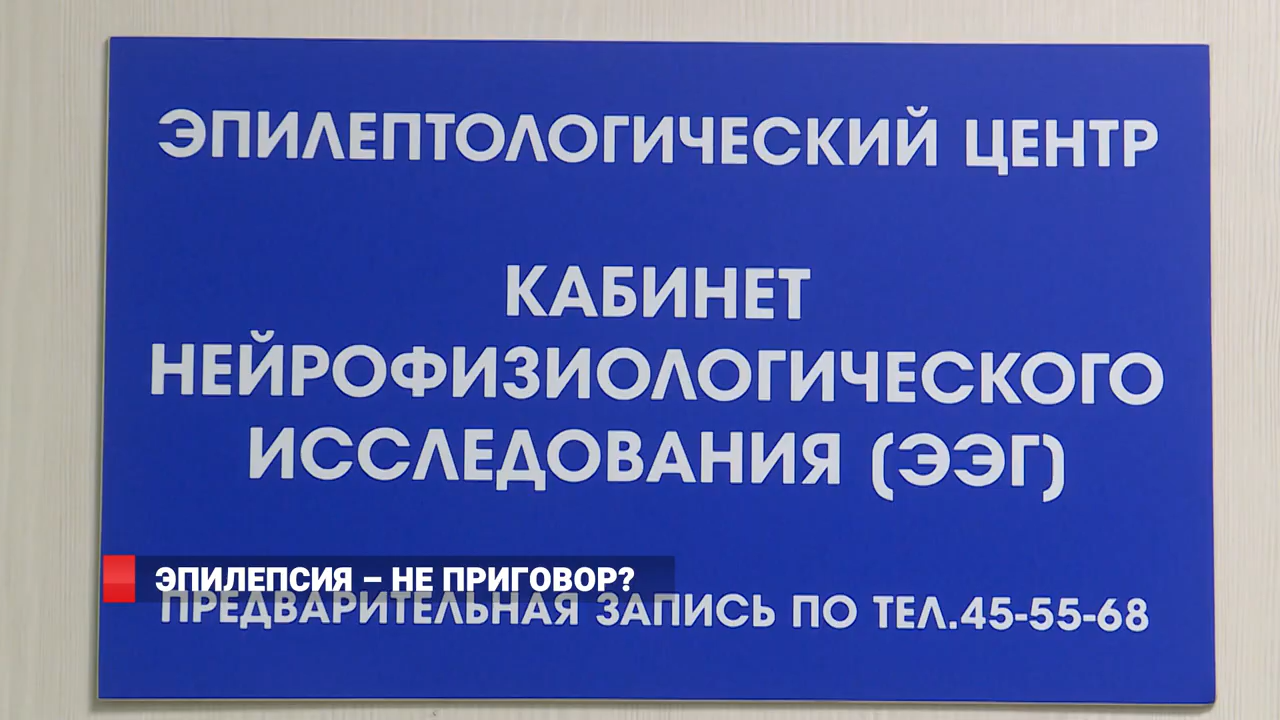 ЭПИЛЕПТОЛОГИЧЕСКИЙ ЦЕНТР
КАБИНЕТ
НЕЙРОФИЗИОЛОГИЧЕСКОГО
ИССЛЕДОВАНИЯ (ЭЭГ)
ЭПИЛЕПСИЯ – НЕ ПРИГОВОР?
ПРЕДВАРИТЕЛЬНАЯ ЗАПИСЬ ПО ТЕЛ.45-55-68